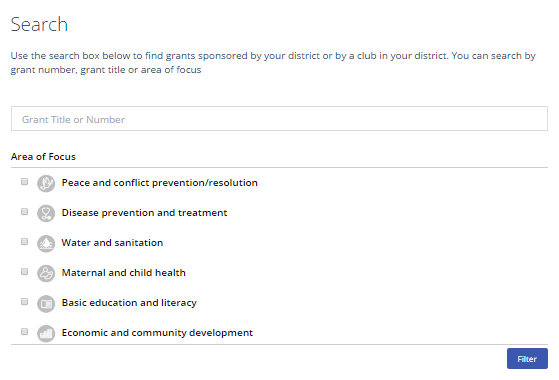 Search
Use the search box below to find grants sponsored by your district or by a club in your district. You can search by
grant number, grant title or area of focus
Grant Title or Number
Area of Focus
Peace and conflict prevention/resolution
Disease prevention and treatment
Water and sanitation
Maternal and child health
Basic education and literacy
Economic and community development
Filter